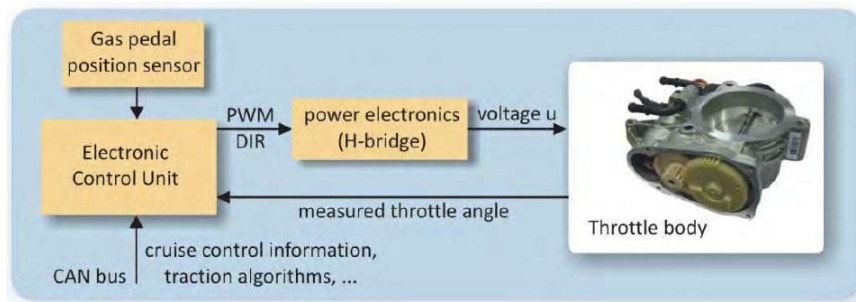 Gas pedal
position sensor
PWM
DIR
power electronics
(H-bridge)
voltage u
Electronic
Control Unit
measured throttle angle
Throttle body
cruise control information,
CAN bus
traction algorithms, ...